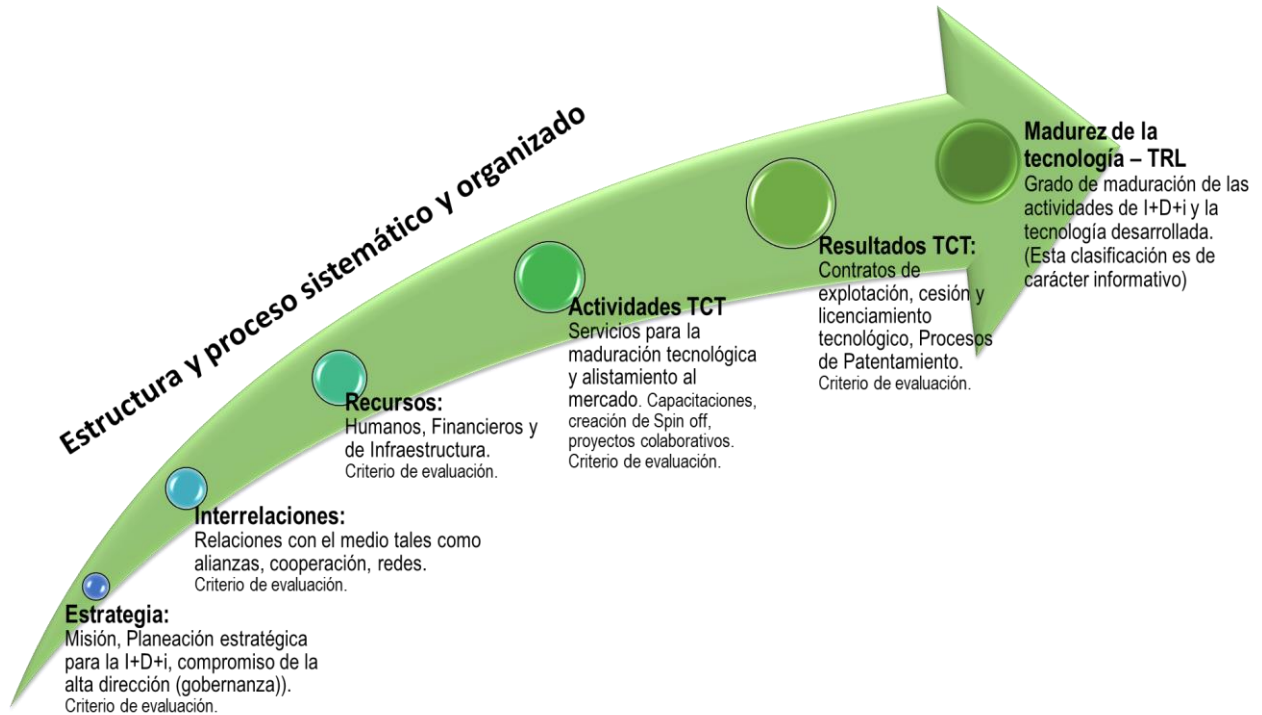 Estructura y proceso sistemático y organizado
Madurez de la
tecnología – TRL
Grado de maduración de las
actividades de I+D+i y la
tecnología desarrollada.
(Esta clasificación es de
carácter informativo)
Resultados TCT:
Contratos de
explotación, cesión y
licenciamiento
tecnológico, Procesos
de Patentamiento.
Criterio de evaluación.
Actividades TCT
Servicios para la
maduración tecnológica
y alistamiento al
mercado. Capacitaciones,
creación de Spin off,
proyectos colaborativos.
Criterio de evaluación.
Recursos:
Humanos, Financieros y
de Infraestructura.
Criterio de evaluación.
Interrelaciones:
Relaciones con el medio tales como
alianzas, cooperación, redes.
Criterio de evaluación.
Estrategia:
Misión, Planeación estratégica
para la I+D+i, compromiso de la
alta dirección (gobernanza)).
Criterio de evaluación.